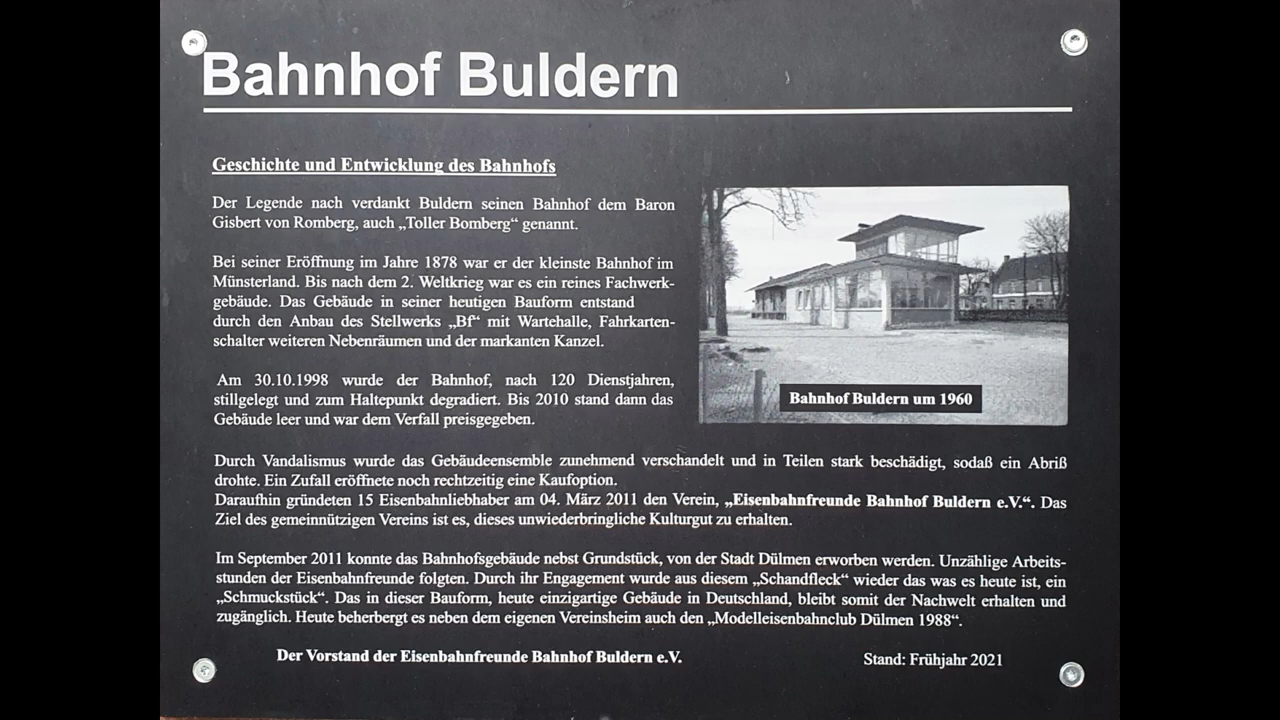 Bahnhof Buldern
Geschichte und Entwicklung des Bahnhofs
Der Legende nach verdankt Buldern seinen Bahnhof dem Baron
Gisbert von Romberg, auch „Toller Bomberg“ genannt.
Bei seiner Eröffnung im Jahre 1878 war er der kleinste Bahnhof im
Münsterland. Bis nach dem 2. Weltkrieg war es ein reines Fachwerk-
gebäude. Das Gebäude in seiner heutigen Bauform entstand
durch den Anbau des Stellwerks „Bf“ mit Wartehalle, Fahrkarten-
schalter weiteren Nebenräumen und der markanten Kanzel.
Am 30.10.1998 wurde der Bahnhof, nach 120 Dienstjahren,
stillgelegt und zum Haltepunkt degradiert. Bis 2010 stand dann das
Gebäude leer und war dem Verfall preisgegeben.
Bahnhof Buldern um 1960
Durch Vandalismus wurde das Gebäudeensemble zunehmend verschandelt und in Teilen stark beschädigt, sodaß ein Abriß
drohte. Ein Zufall eröffnete noch rechtzeitig eine Kaufoption.
Daraufhin gründeten 15 Eisenbahnliebhaber am 04. März 2011 den Verein, „Eisenbahnfreunde Bahnhof Buldern e.V.“. Das
Ziel des gemeinnützigen Vereins ist es, dieses unwiederbringliche Kulturgut zu erhalten.
Im September 2011 konnte das Bahnhofsgebäude nebst Grundstück, von der Stadt Dülmen erworben werden. Unzählige Arbeits-
stunden der Eisenbahnfreunde folgten. Durch ihr Engagement wurde aus diesem „Schandfleck“ wieder das was es heute ist, ein
„Schmuckstück“. Das in dieser Bauform, heute einzigartige Gebäude in Deutschland, bleibt somit der Nachwelt erhalten und
zugänglich. Heute beherbergt es neben dem eigenen Vereinsheim auch den „Modelleisenbahnclub Dülmen 1988“.
Der Vorstand der Eisenbahnfreunde Bahnhof Buldern e.V.
Stand: Frühjahr 2021